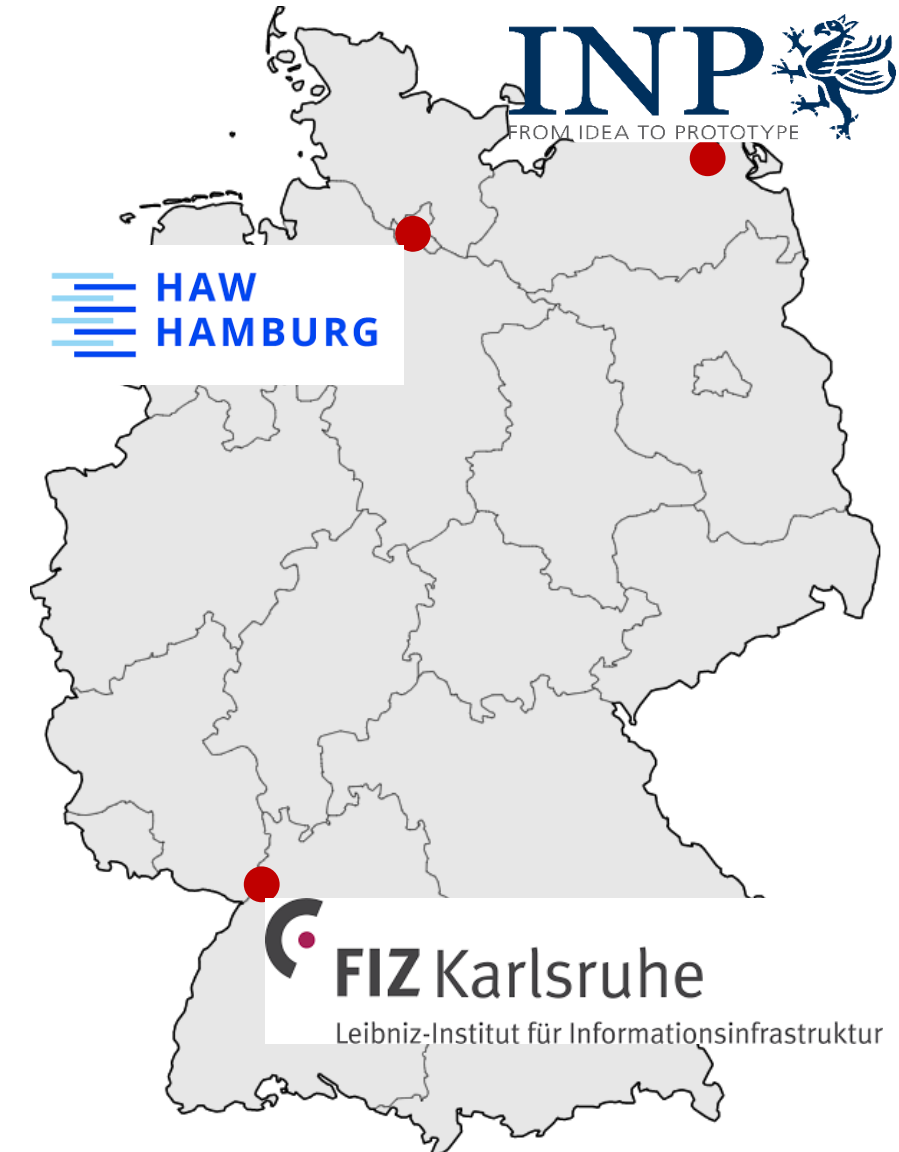 INP
FROM IDEA TO PROTOTYPE
HAW
HAMBURG
FIZ Karlsruhe
Leibniz-Institut für Informationsinfrastruktur